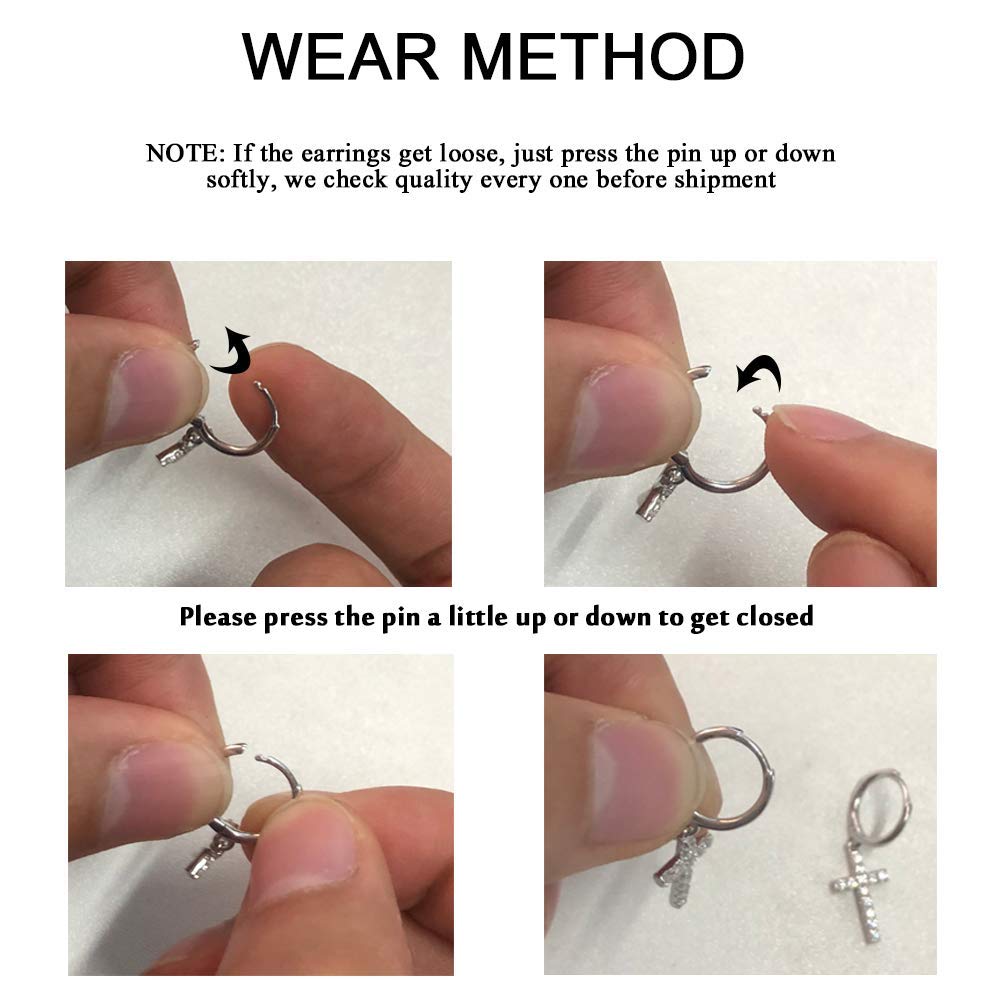 WEAR METHOD
NOTE: If the earrings get loose, just press the pin up or down
softly, we check quality every one before shipment
Please press the pin a little up or down to get closed